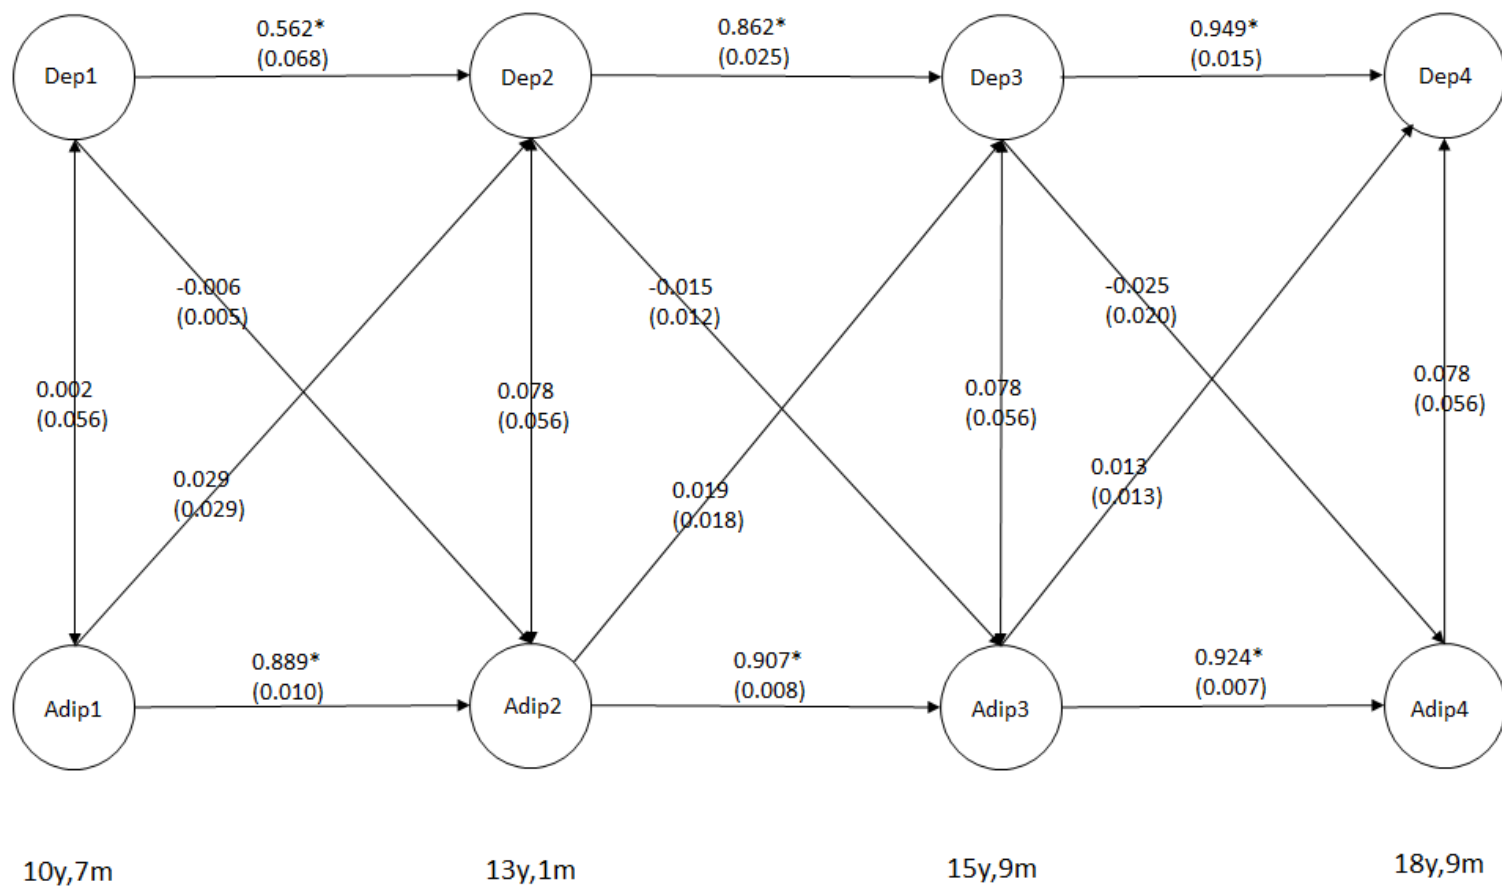 0.562*
(0.068)
0.862*
(0.025)
0.949*
(0.015)
Dep1
Dep2
Dep3
Dep4
-0.006
(0.005)
-0.015
(0.012)
-0.025
(0.020)
0.002
(0.056)
0.078
(0.056)
0.078
(0.056)
0.078
(0.056)
0.029
(0.029)
0.019
(0.018)
0.013
(0.013)
0.889*
(0.010)
0.907*
(0.008)
0.924*
(0.007)
Adip1
Adip2
Adip3
Adip4
10y,7m
13y,1m
15y,9m
18y,9m